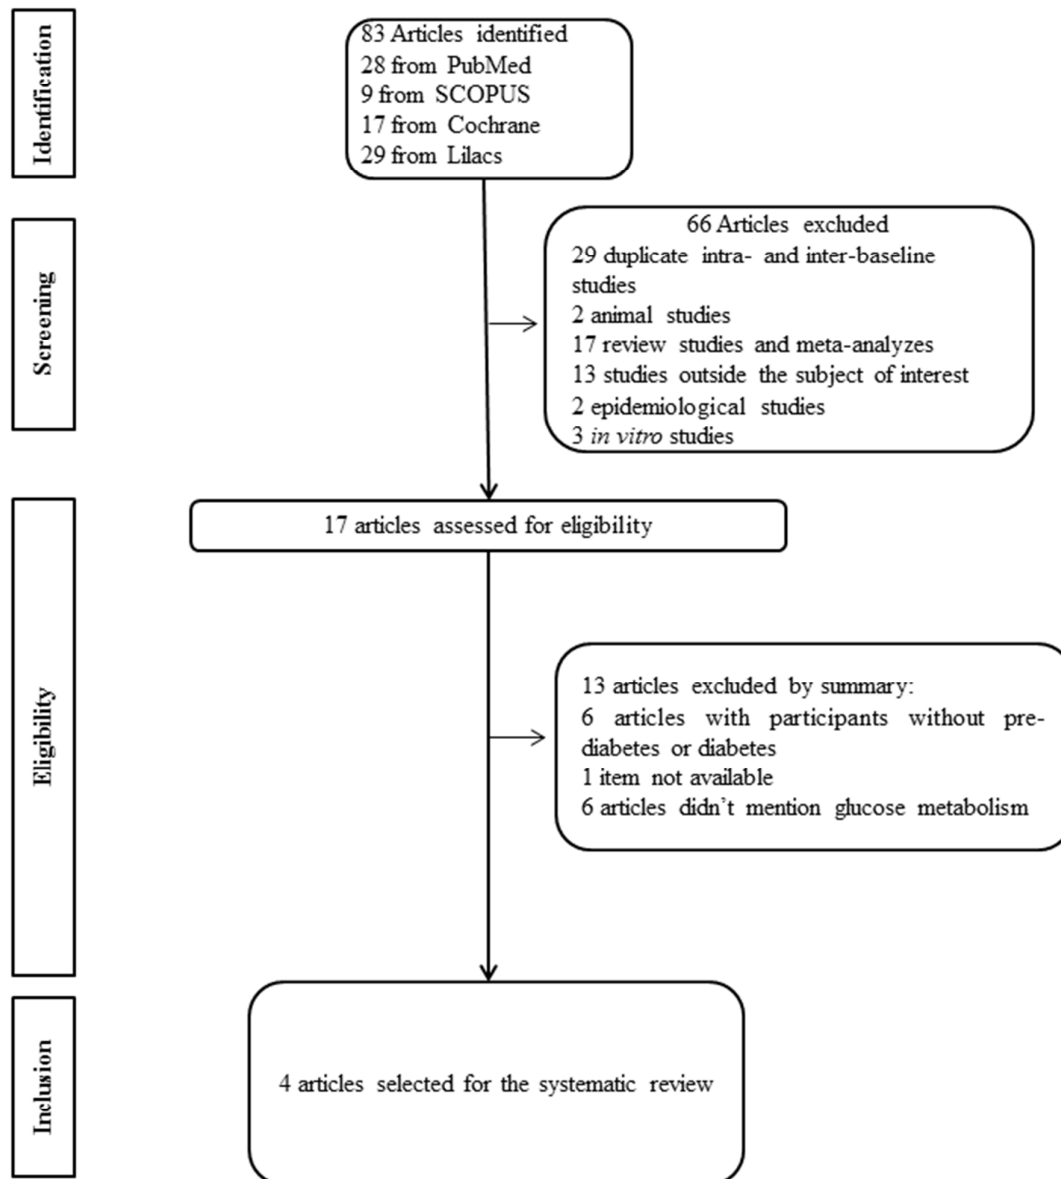 Identification
83 Articles identified
28 from PubMed
9 from SCOPUS
17 from Cochrane
29 from Lilacs
Screening
66 Articles excluded
29 duplicate intra- and inter-baseline
studies
2 animal studies
17 review studies and meta-analyzes
13 studies outside the subject of interest
2 epidemiological studies
3 in vitro studies
Eligibility
17 articles assessed for eligibility
13 articles excluded by summary:
6 articles with participants without pre-
diabetes or diabetes
1 item not available
6 articles didn't mention glucose metabolism
Inclusion
4 articles selected for the systematic review